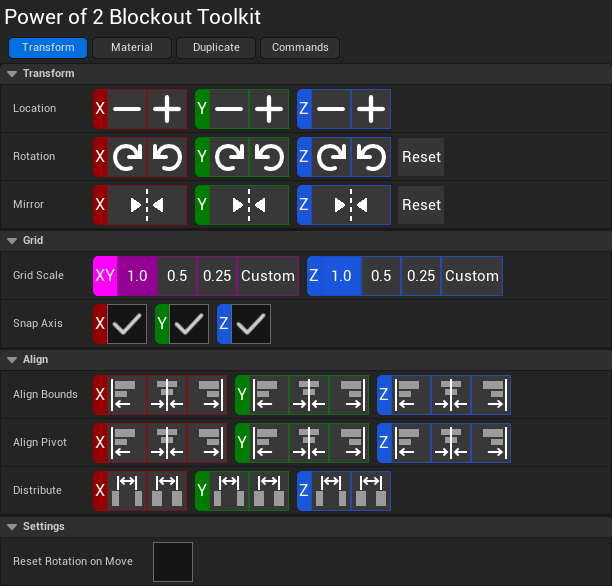 Power of 2 Blockout Toolkit
Transform Material Duplicate Commands
Transform
Location X Y Z
Rotation X Y Z Reset
Mirror X Y Z Reset
Grid
Grid Scale XY 1.0 0.5 0.25 Custom Z 1.0 0.5 0.25 Custom
Snap Axis X Y Z
Align
Align Bounds X Y Z
Align Pivot X Y Z
Distribute X Y Z
Settings
Reset Rotation on Move